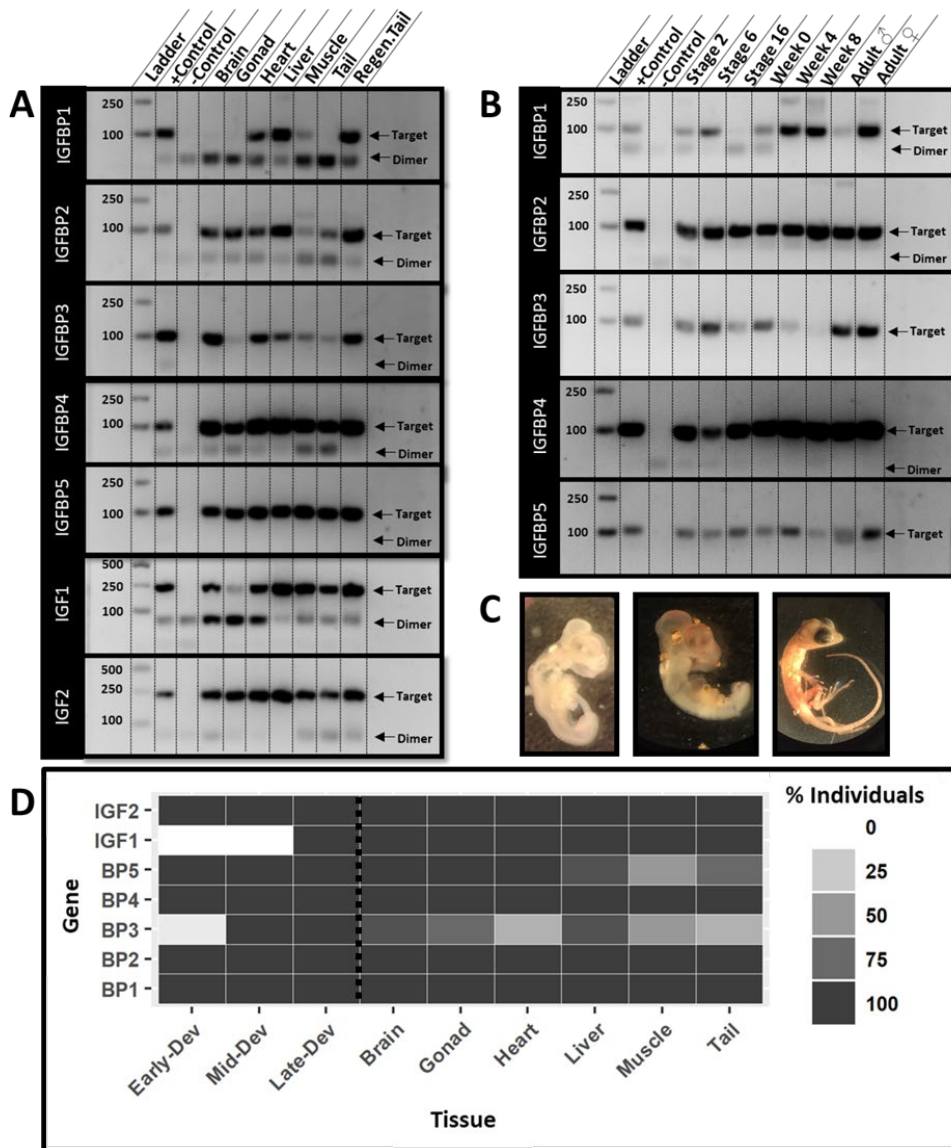 A
Ladder
+Control
-Control
Brain
Gonad
Heart
Liver
Muscle
Tail
Regen.Tail
IGFBP1
250
100
Target
Dimer
IGFBP2
250
100
Target
Dimer
IGFBP3
250
100
Target
Dimer
IGFBP4
250
100
Target
Dimer
IGFBP5
250
100
Target
Dimer
IGF1
500
250
100
Target
Dimer
IGF2
500
250
100
Target
Dimer
B
Ladder
+Control
-Control
Stage 2
Stage 6
Stage 16
Week 0
Week 4
Week 8
Adult ♂
Adult ♀
IGFBP1
250
100
Target
Dimer
IGFBP2
250
100
Target
Dimer
IGFBP3
250
100
Target
IGFBP4
250
100
Target
Dimer
IGFBP5
250
100
Target
C
D
Gene
IGF2
IGF1
BP5
BP4
BP3
BP2
BP1
Early-Dev
Mid-Dev
Late-Dev
Brain
Gonad
Heart
Liver
Muscle
Tail
Tissue
% Individuals
0
25
50
75
100